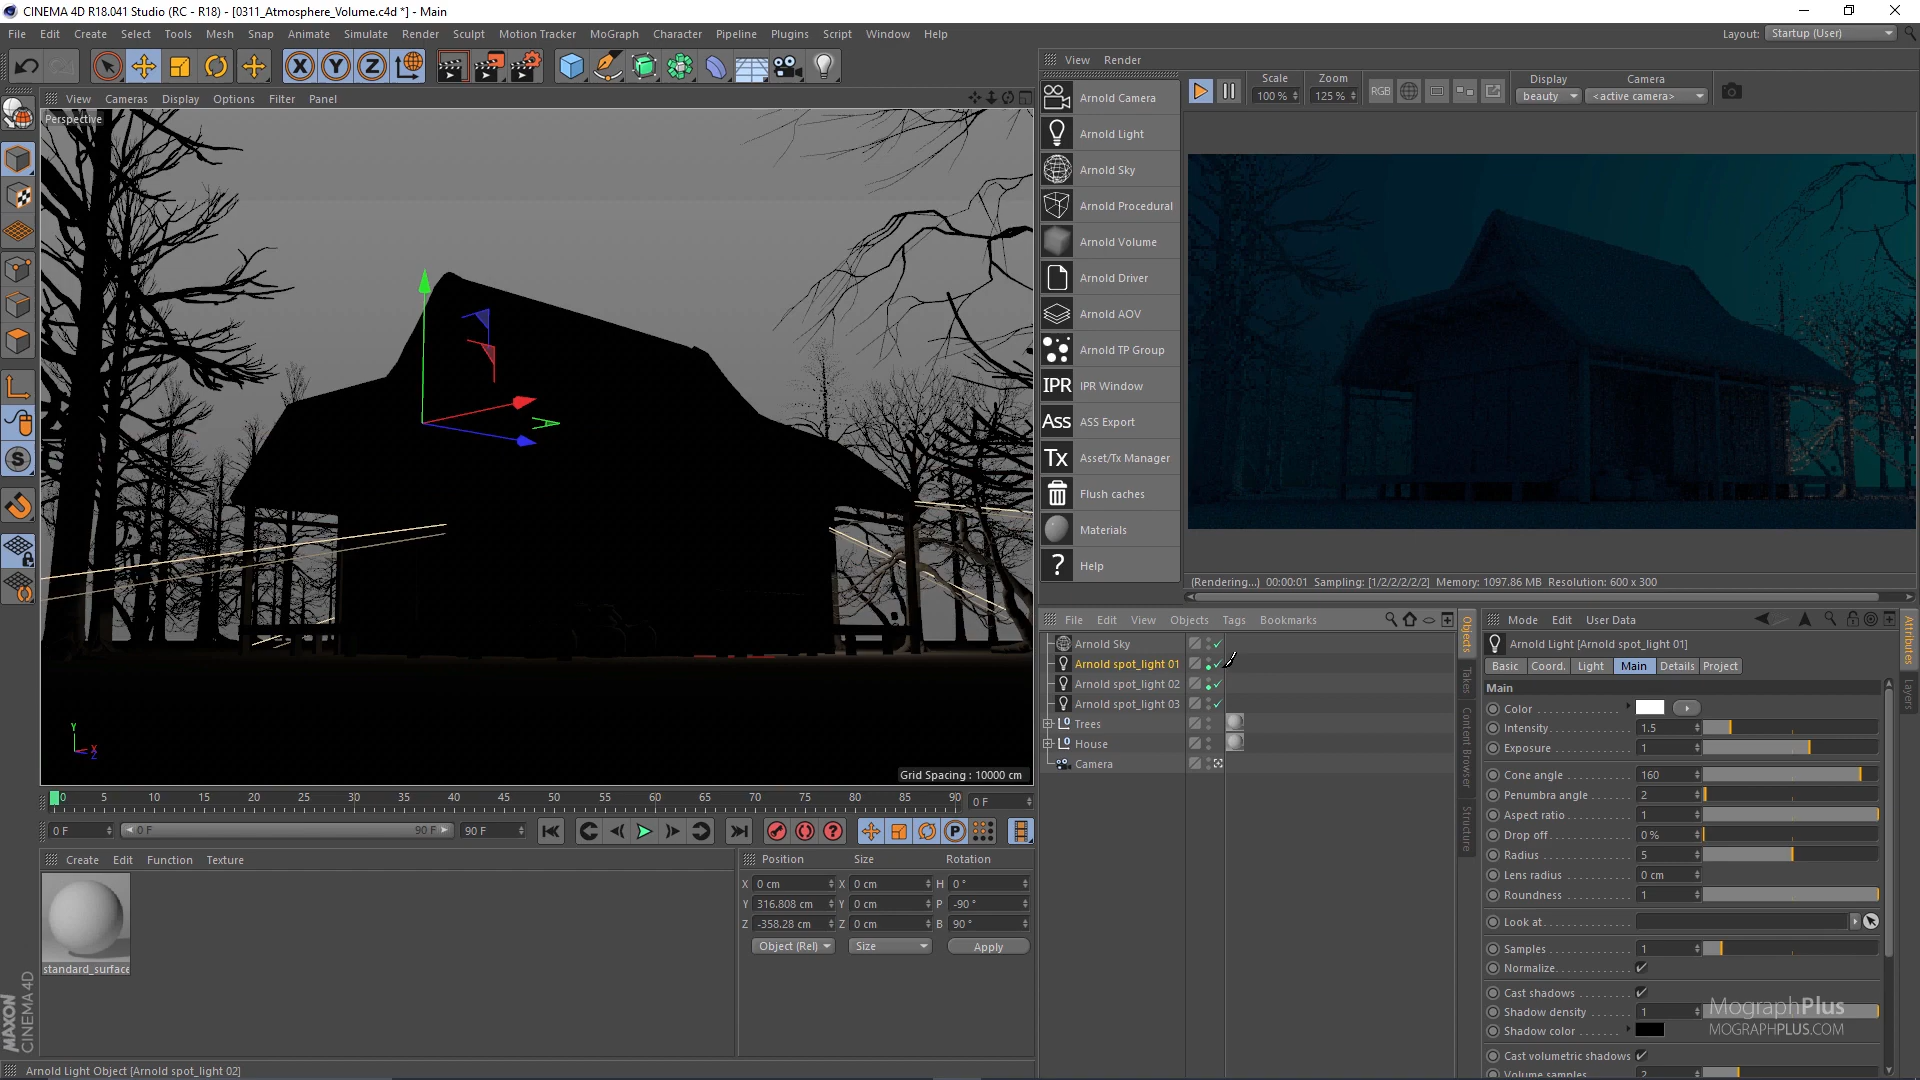 CINEMA 4D R18.041 Studio (RC - R18) - [0311_Atmosphere_Volume.c4d *] - Main
File Edit Create Select Tools Mesh Snap Animate Simulate Render Sculpt Motion Tracker MoGraph Character Pipeline Plugins Script Window Help
Layout: Startup (User)
View Cameras Display Options Filter Panel
Perspective
Grid Spacing : 10000 cm
Y
X
Z
0 5 10 15 20 25 30 35 40 45 50 55 60 65 70 75 80 85 90
0 F
0 F
0 F 90 F
90 F
Create Edit Function Texture
standard_surface
MAXON
CINEMA 4D
Position Size Rotation
X 0 cm X 0 cm H 0 °
Y 316.808 cm Y 0 cm P -90 °
Z -358.28 cm Z 0 cm B 90 °
Object (Rel) Size Apply
Arnold Light Object [Arnold spot_light 02]
View Render
Arnold Camera
Arnold Light
Arnold Sky
Arnold Procedural
Arnold Volume
Arnold Driver
Arnold AOV
Arnold TP Group
IPR IPR Window
Ass ASS Export
Tx Asset/Tx Manager
Flush caches
Materials
? Help
Scale
100 %
Zoom
125 %
RGB
Display
beauty
Camera
<active camera>
(Rendering...) 00:00:01 Sampling: [1/2/2/2/2/2] Memory: 1097.86 MB Resolution: 600 x 300
File Edit View Objects Tags Bookmarks
Arnold Sky
Arnold spot_light 01
Arnold spot_light 02
Arnold spot_light 03
Trees
House
Camera
Objects
Takes
Content Browser
Structure
Mode Edit User Data
Arnold Light [Arnold spot_light 01]
Basic Coord. Light Main Details Project
Main
Color
Intensity 1.5
Exposure 1
Cone angle 160
Penumbra angle 2
Aspect ratio 1
Drop off 0 %
Radius 5
Lens radius 0 cm
Roundness 1
Look at
Samples 1
Normalize
Cast shadows
Shadow density 1
Shadow color
Cast volumetric shadows
Volume samples 2
Attributes
Layers
MographPlus
MOGRAPHPLUS.COM